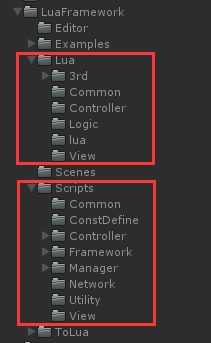 LuaFramework
Editor
Examples
Lua
3rd
Common
Controller
Logic
lua
View
Scenes
Scripts
Common
ConstDefine
Controller
Framework
Manager
Network
Utility
View
ToLua